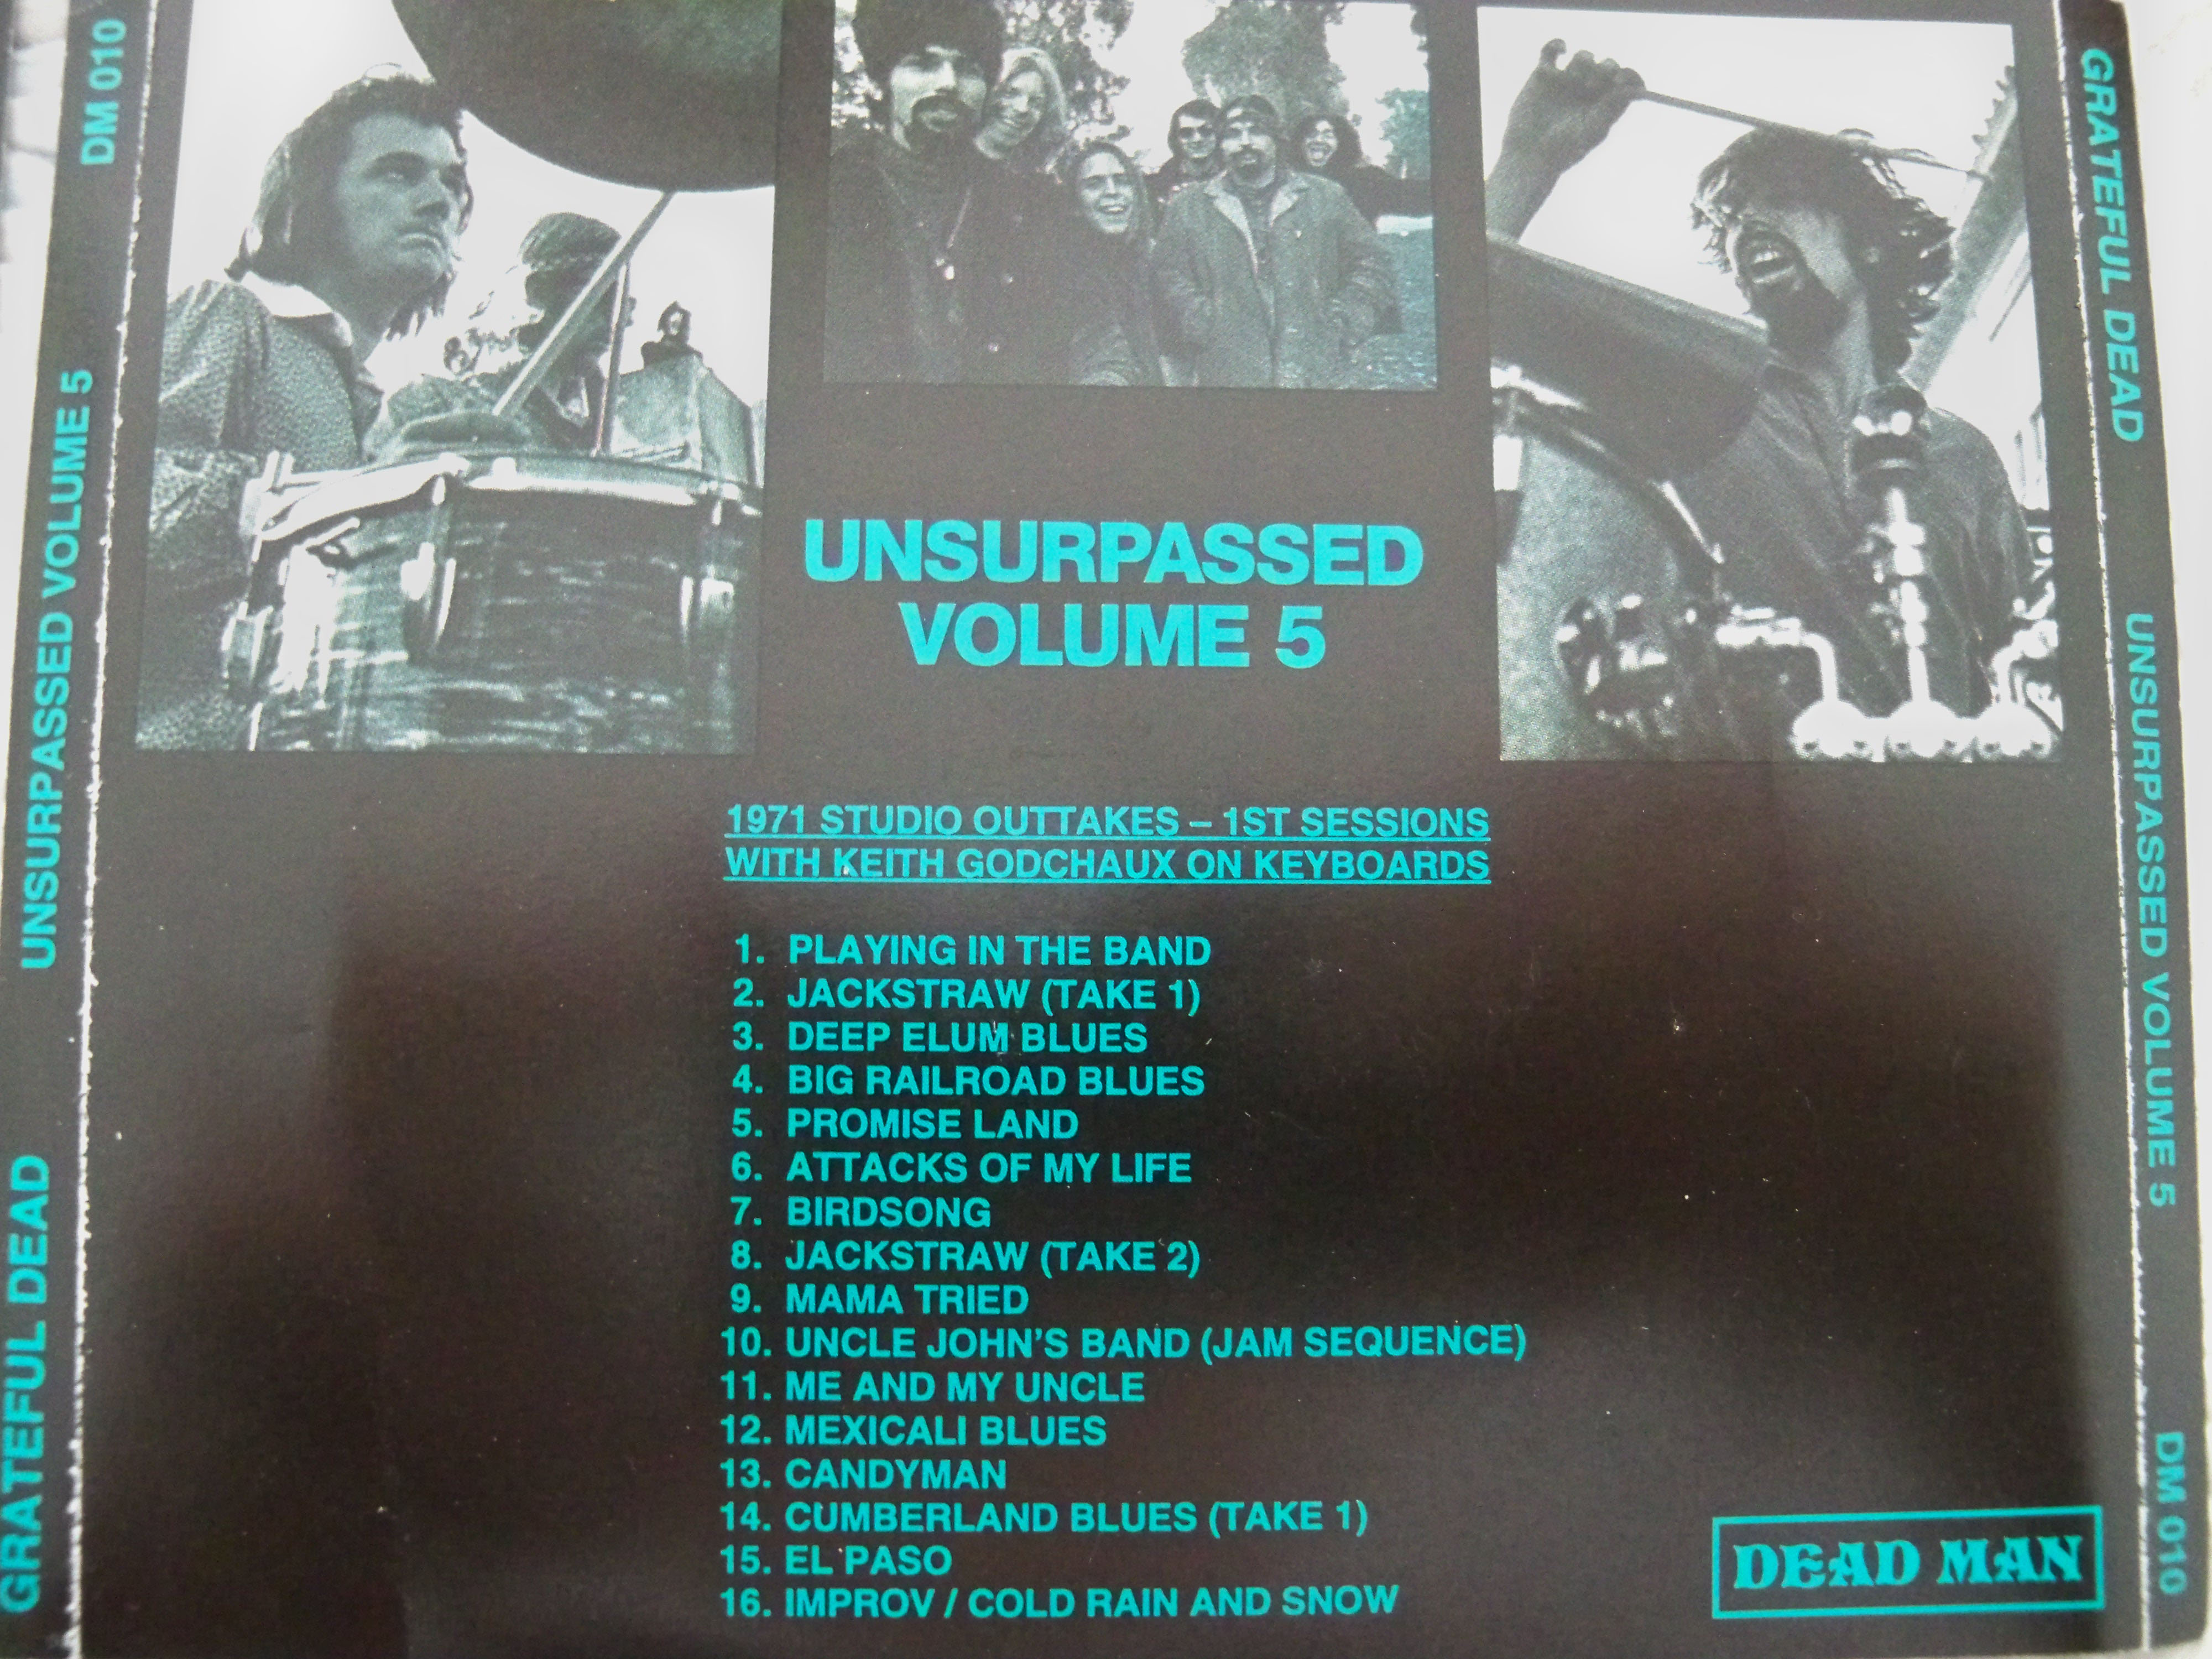 DM 010
UNSURPASSED VOLUME 5
GRATEFUL DEAD
UNSURPASSED
VOLUME 5
1971 STUDIO OUTTAKES – 1ST SESSIONS
WITH KEITH GODCHAUX ON KEYBOARDS
1. PLAYING IN THE BAND
2. JACKSTRAW (TAKE 1)
3. DEEP ELUM BLUES
4. BIG RAILROAD BLUES
5. PROMISE LAND
6. ATTACKS OF MY LIFE
7. BIRDSONG
8. JACKSTRAW (TAKE 2)
9. MAMA TRIED
10. UNCLE JOHN'S BAND (JAM SEQUENCE)
11. ME AND MY UNCLE
12. MEXICALI BLUES
13. CANDYMAN
14. CUMBERLAND BLUES (TAKE 1)
15. EL PASO
16. IMPROV / COLD RAIN AND SNOW
DEAD MAN
GRATEFUL DEAD
UNSURPASSED VOLUME 5
DM 010